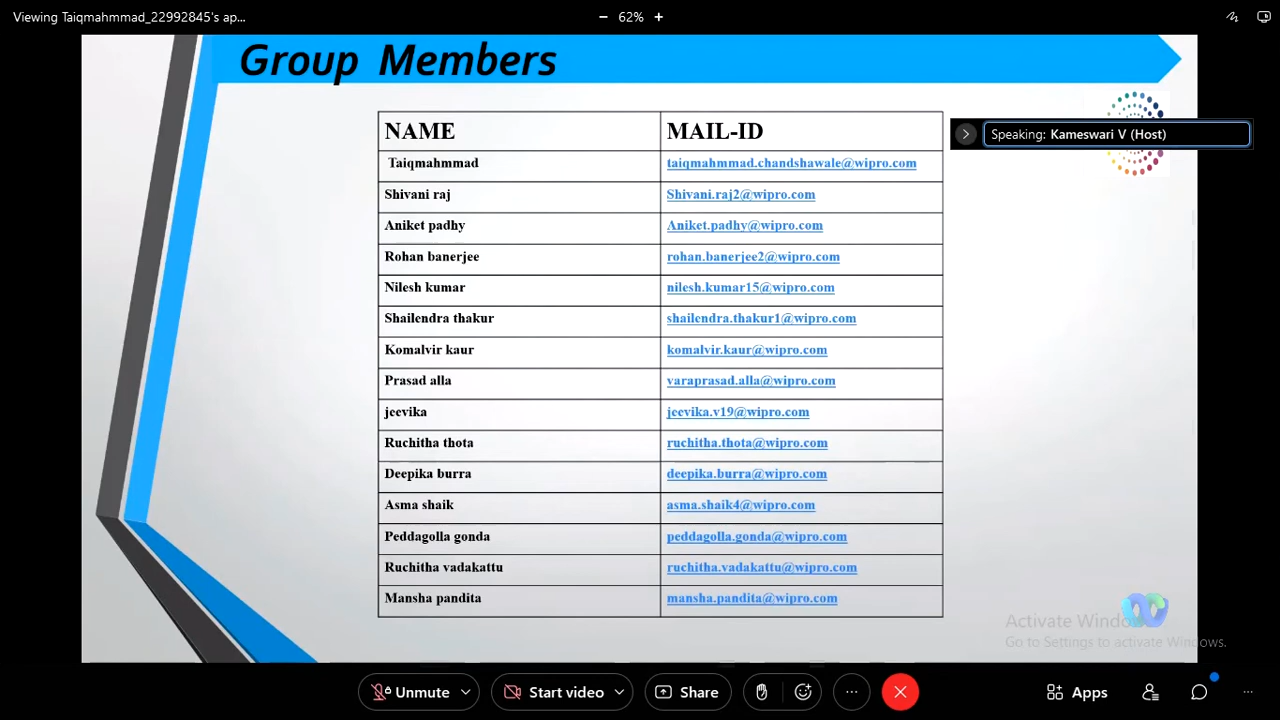 Viewing Taiqmahmmad_22992845's ap...
62%
Group Members
NAME MAIL-ID
Speaking: Kameswari V (Host)
Taiqmahmmad taiqmahmmad.chandshawale@wipro.com
Shivani raj Shivani.raj2@wipro.com
Aniket padhy Aniket.padhy@wipro.com
Rohan banerjee rohan.banerjee2@wipro.com
Nilesh kumar nilesh.kumar15@wipro.com
Shailendra thakur shailendra.thakur1@wipro.com
Komalvir kaur komalvir.kaur@wipro.com
Prasad alla varaprasad.alla@wipro.com
jeevika jeevika.v19@wipro.com
Ruchitha thota ruchitha.thota@wipro.com
Deepika burra deepika.burra@wipro.com
Asma shaik asma.shaik4@wipro.com
Peddagolla gonda peddagolla.gonda@wipro.com
Ruchitha vadakattu ruchitha.vadakattu@wipro.com
Mansha pandita mansha.pandita@wipro.com
Activate Windows
Go to Settings to activate Windows.
Unmute Start video Share Apps